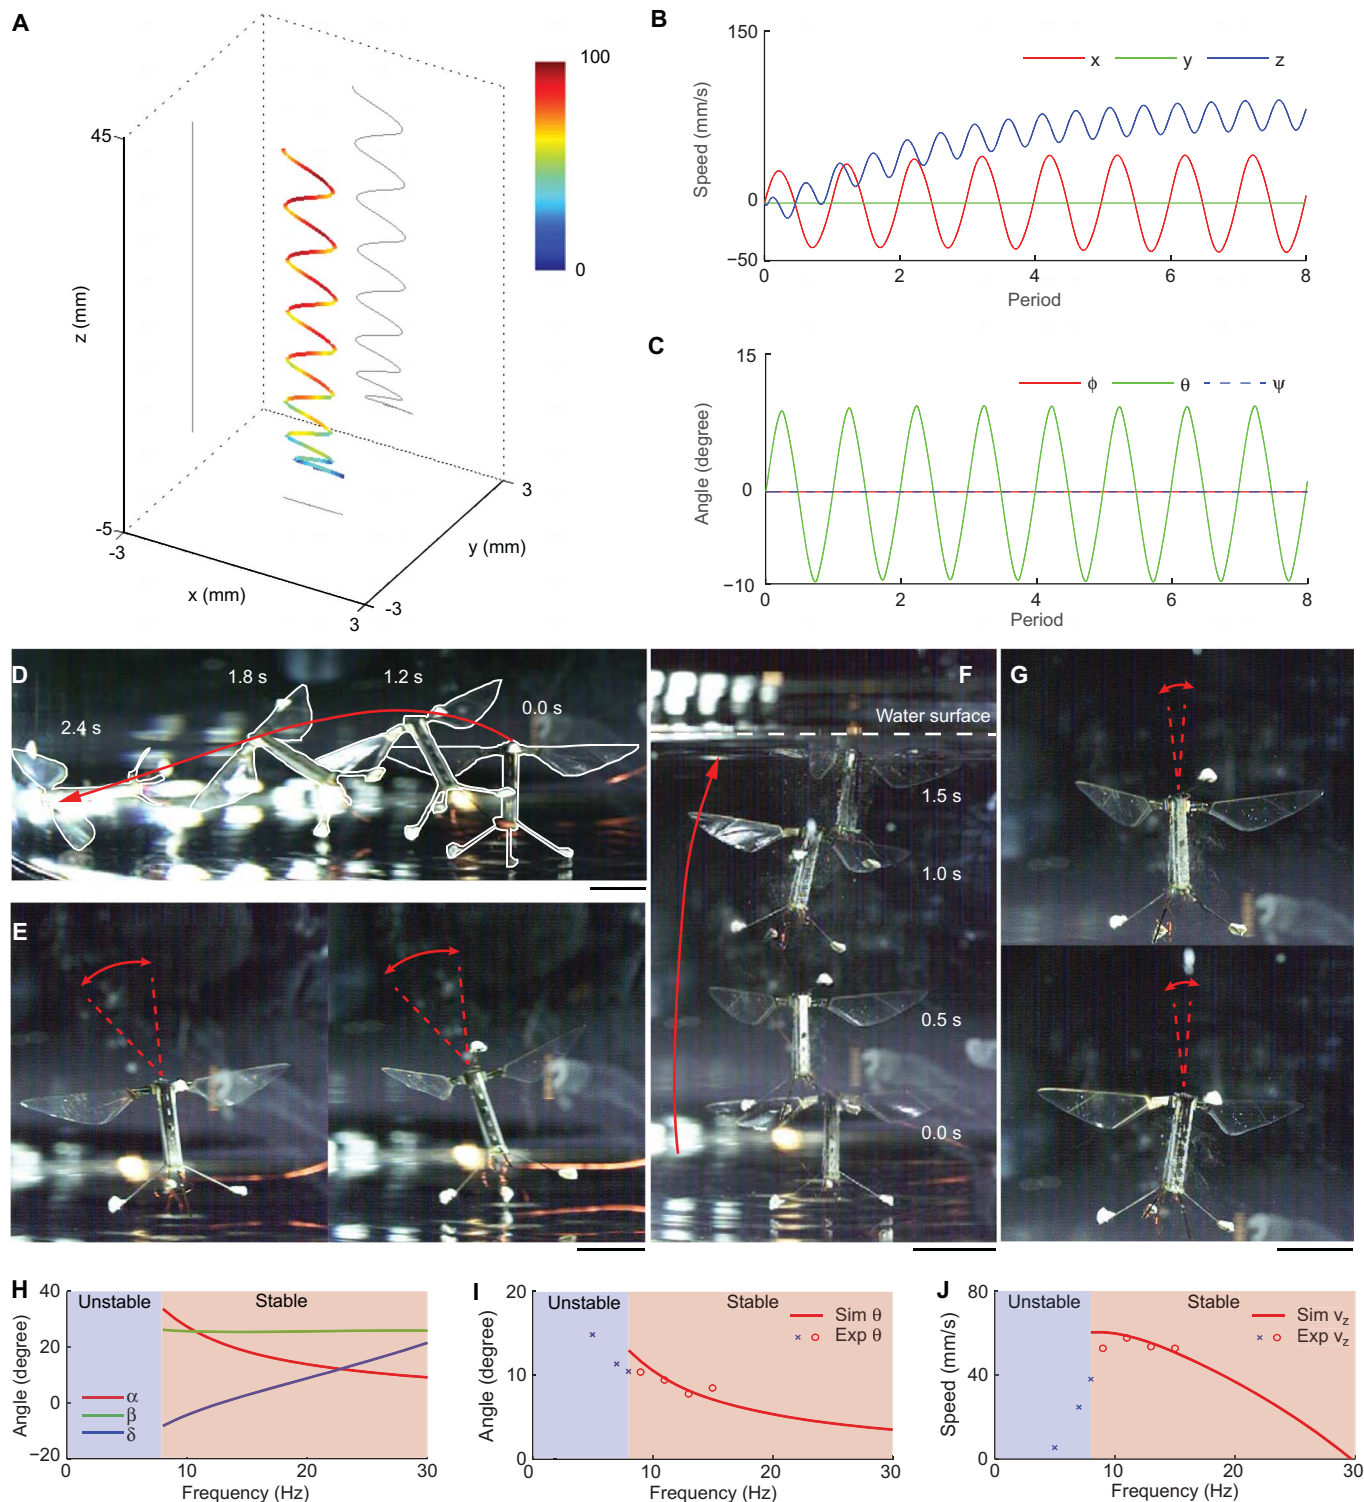 A
100
0
45
-5
-3
z (mm)
x (mm)
3
-3
y (mm)
3
B
150
0
−50
Speed (mm/s)
x y z
0 2 4 6 8
Period
C
15
0
−10
Angle (degree)
ϕ θ ψ
0 2 4 6 8
Period
D
2.4 s
1.8 s
1.2 s
0.0 s
E
F
Water surface
1.5 s
1.0 s
0.5 s
0.0 s
G
H
Unstable Stable
40
20
0
−20
Angle (degree)
α
β
δ
0 10 20 30
Frequency (Hz)
I
Unstable Stable
20
10
0
Angle (degree)
Sim θ
Exp θ
0 10 20 30
Frequency (Hz)
J
Unstable Stable
80
40
0
Speed (mm/s)
Sim vz
Exp vz
0 10 20 30
Frequency (Hz)